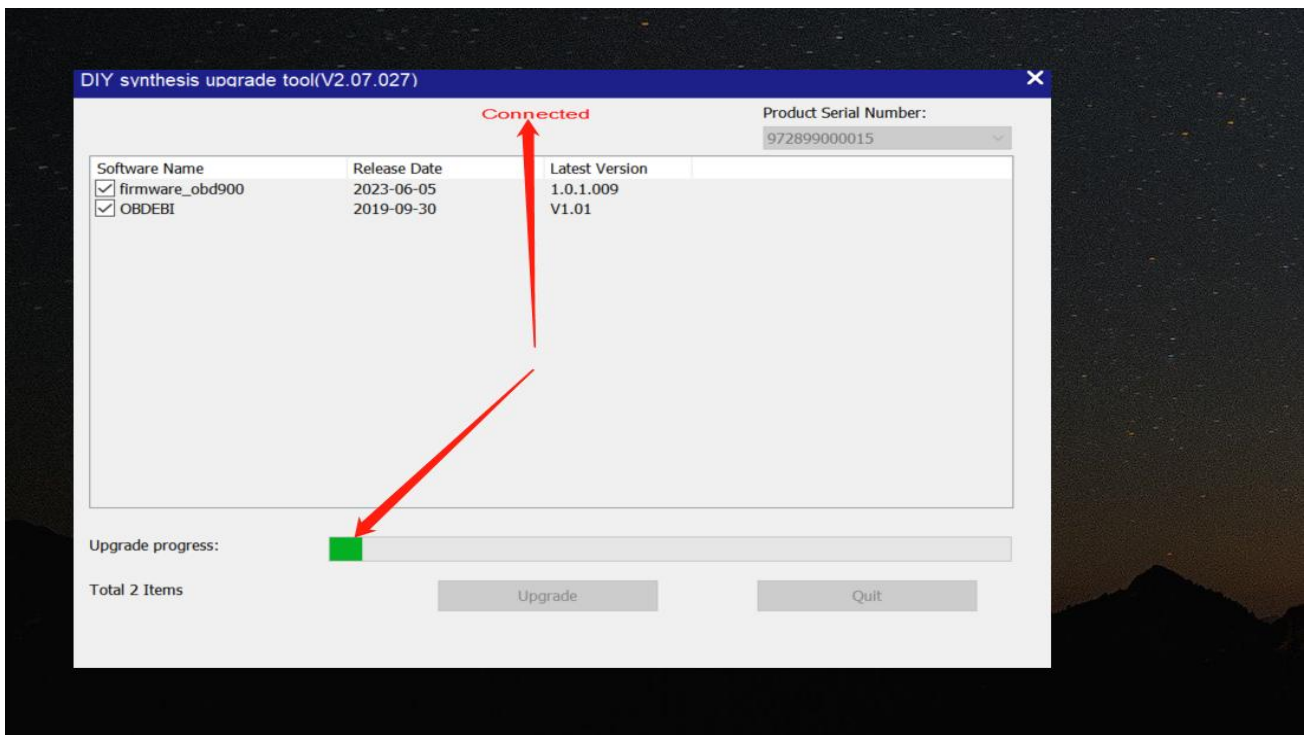 DIY synthesis upgrade tool(V2.07.027)
Connected
Product Serial Number:
972899000015
Software Name Release Date Latest Version
firmware_obd900 2023-06-05 1.0.1.009
OBDEBI 2019-09-30 V1.01
Upgrade progress:
Total 2 Items
Upgrade Quit